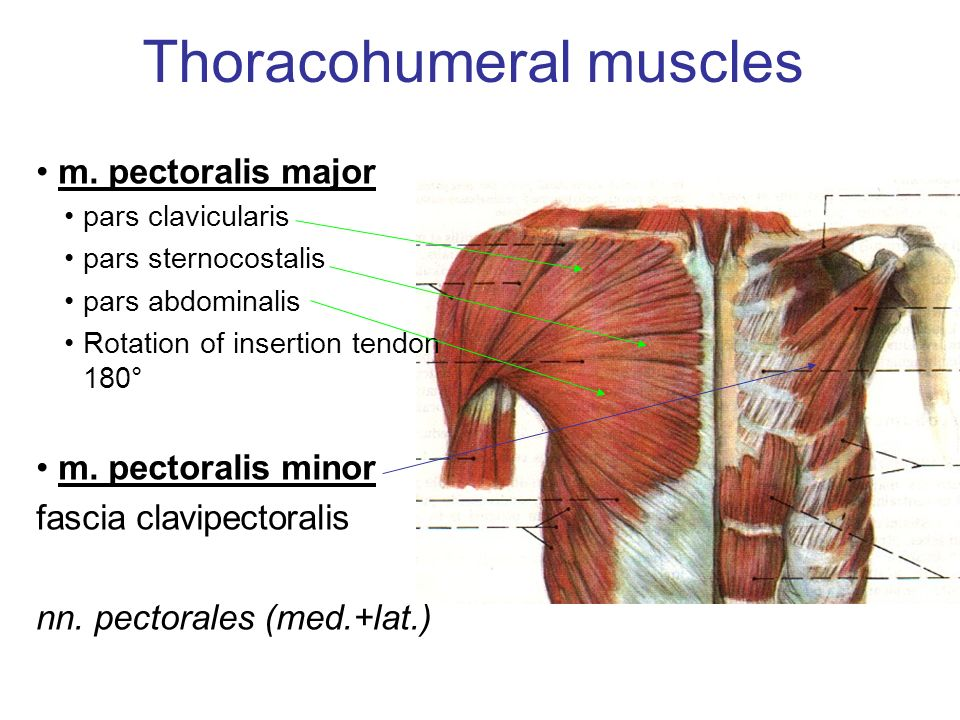 Thoracohumeral muscles
• m. pectoralis major
• pars clavicularis
• pars sternocostalis
• pars abdominalis
• Rotation of insertion tendon
180°
• m. pectoralis minor
fascia clavipectoralis
nn. pectorales (med.+lat.)